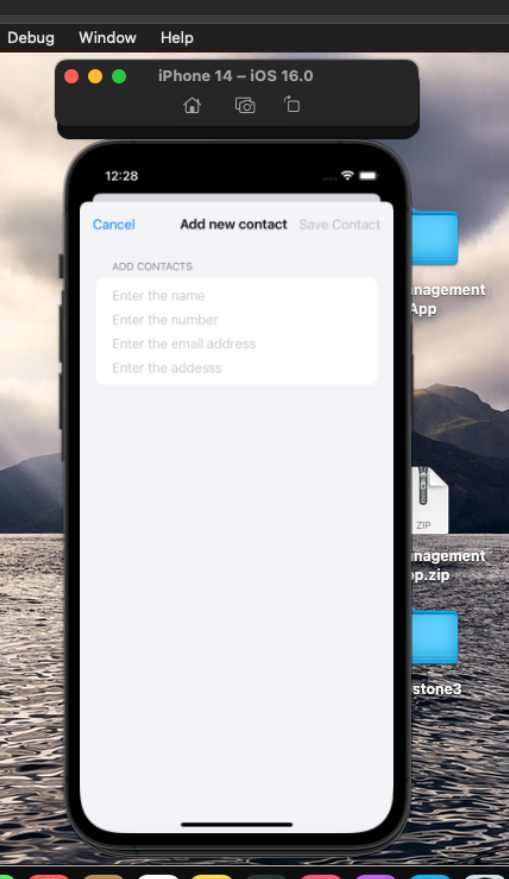 Debug Window Help
iPhone 14 – iOS 16.0
12:28
Cancel Add new contact Save Contact
ADD CONTACTS
Enter the name
Enter the number
Enter the email address
Enter the addesss
nagement
App
ZIP
nagement
pp.zip
stone3